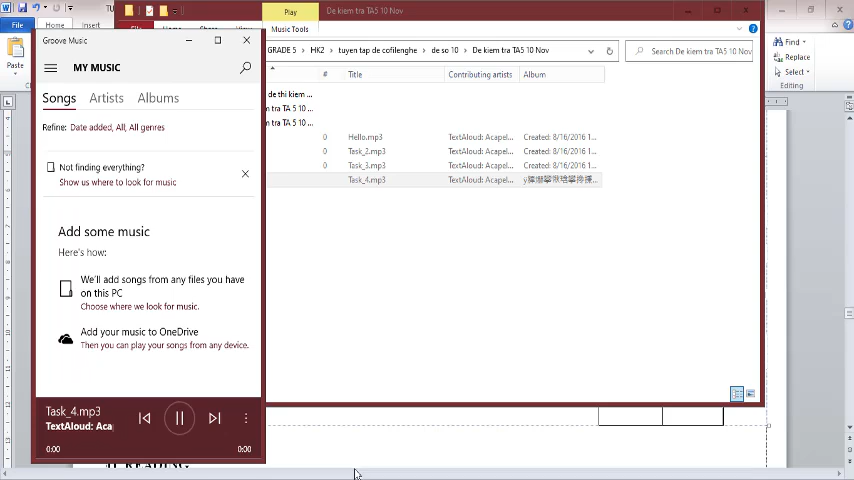 Play
De kiem tra TA5 10 Nov
File
Home
Insert
Music Tools
Groove Music
MY MUSIC
Songs
Artists
Albums
Refine: Date added, All, All genres
Not finding everything?
Show us where to look for music
Add some music
Here's how:
We'll add songs from any files you have
on this PC
Choose where we look for music.
Add your music to OneDrive
Then you can play your songs from any device.
Task_4.mp3
TextAloud: Aca
0:00
0:00
GRADE 5 > HK2 > tuyen tap de cofilenghe > de so 10 > De kiem tra TA5 10 Nov
Search De kiem tra TA5 10 Nov
# Title Contributing artists Album
de thi kiem ...
m tra TA 5 10 ...
m tra TA 5 10 ...
0 Hello.mp3 TextAloud: Acapel... Created: 8/16/2016 1...
0 Task_2.mp3 TextAloud: Acapel... Created: 8/16/2016 1...
0 Task_3.mp3 TextAloud: Acapel... Created: 8/16/2016 1...
Task_4.mp3 TextAloud: Acapel...
Paste
Find
Replace
Select
Editing
READING